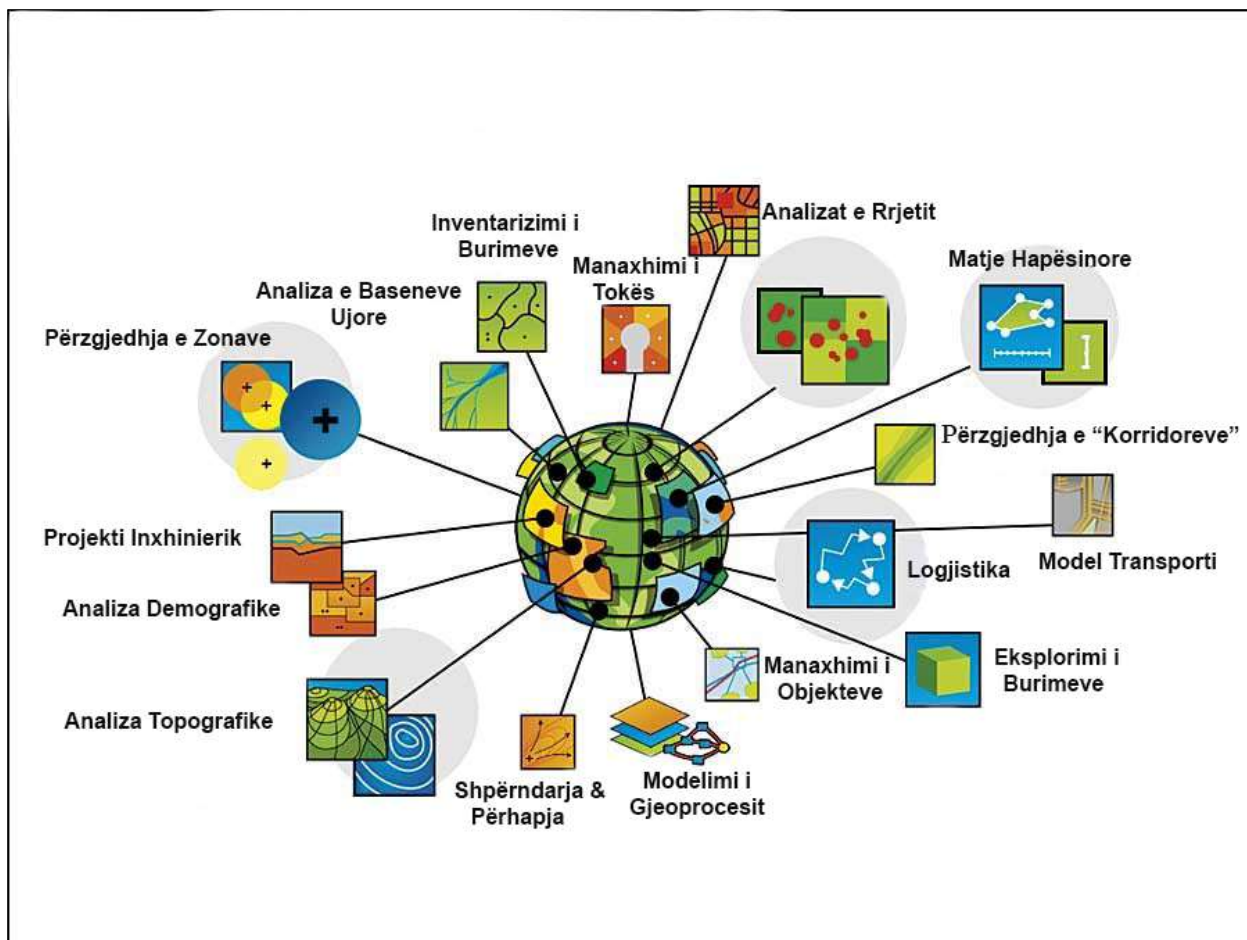 Analizat e Rrjetit
Inventarizimi i
Burimeve
Manaxhimi i
Tokës
Matje Hapësinore
Analiza e Baseneve
Ujore
Përzgjedhja e Zonave
Përzgjedhja e “Korridoreve”
Projekti Inxhinierik
Model Transporti
Logjistika
Analiza Demografike
Manaxhimi i
Objekteve
Eksplorimi i
Burimeve
Analiza Topografike
Shpërndarja &
Përhapja
Modelimi i
Gjeoprocesit